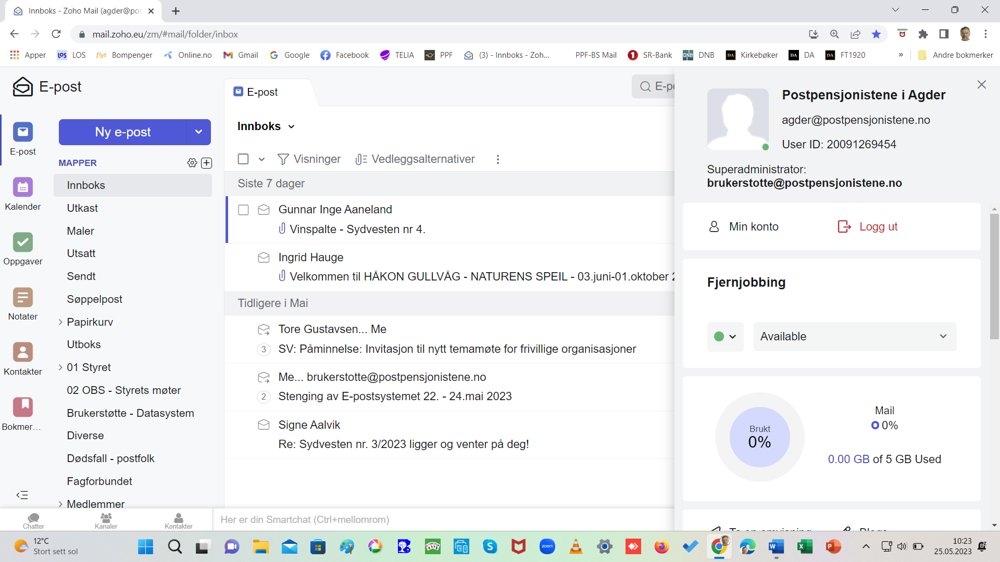 Innboks - Zoho Mail (agder@pos
mail.zoho.eu/zm/#mail/folder/inbox
Apper
LOS LOS
flyt Bompenger
Online.no
Gmail
Google
Facebook
TELIA
PPF
(3) - Innboks - Zoh...
PPF-BS Mail
1 SR-Bank
DNB DNB
DA Kirkebøker
DA DA
DA FT1920
»
Andre bokmerker
E-post
E-post
Kalender
Oppgaver
Notater
Kontakter
Bokmer...
Ny e-post
MAPPER
Innboks
Utkast
Maler
Utsatt
Sendt
Søppelpost
Papirkurv
Utboks
01 Styret
02 OBS - Styrets møter
Brukerstøtte - Datasystem
Diverse
Dødsfall - postfolk
Fagforbundet
Medlemmer
E-post
Innboks
Visninger
Vedleggsalternativer
Siste 7 dager
Gunnar Inge Aaneland
Vinspalte - Sydvesten nr 4.
Ingrid Hauge
Velkommen til HÅKON GULLVÅG - NATURENS SPEIL - 03.juni-01.oktober
Tidligere i Mai
Tore Gustavsen... Me
3 SV: Påminnelse: Invitasjon til nytt temamøte for frivillige organisasjoner
Me... brukerstotte@postpensjonistene.no
2 Stenging av E-postsystemet 22. - 24.mai 2023
Signe Aalvik
Re: Sydvesten nr. 3/2023 ligger og venter på deg!
Postpensjonistene i Agder
agder@postpensjonistene.no
User ID: 20091269454
Superadministrator:
brukerstotte@postpensjonistene.no
Min konto
Logg ut
Fjernjobbing
Available
Brukt
0%
Mail
0%
0.00 GB of 5 GB Used
Chatter
Kanaler
Kontakter
Her er din Smartchat (Ctrl+mellomrom)
12°C
Stort sett sol
zoom
10:23
25.05.2023